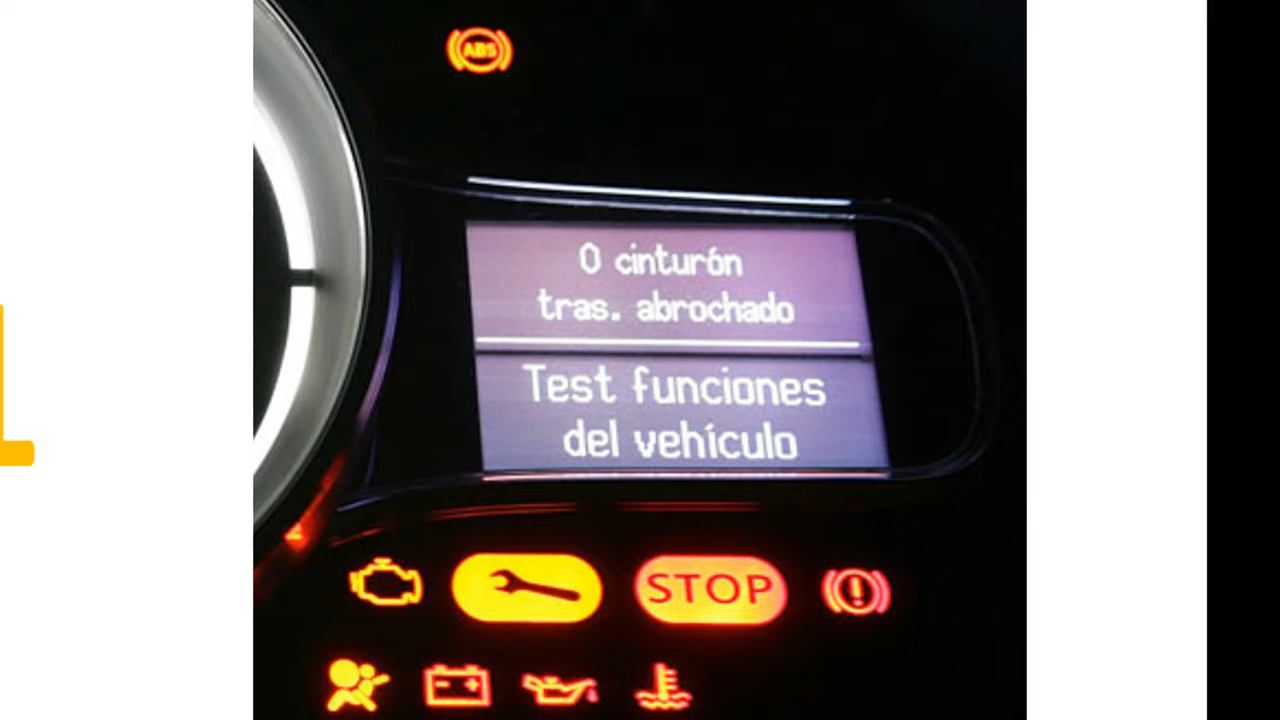 ABS
0 cinturón
tras. abrochado
Test funciones
del vehículo
STOP